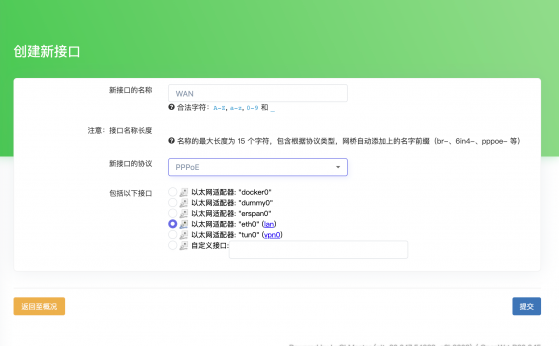 创建新接口
新接口的名称
WAN
合法字符: A-Z, a-z, 0-9 和 _
注意: 接口名称长度
名称的最大长度为 15 个字符，包含根据协议类型，网桥自动添加上的名字前缀（br-、6in4-、pppoe- 等）
新接口的协议
PPPoE
包括以下接口
以太网适配器: "docker0"
以太网适配器: "dummy0"
以太网适配器: "erspan0"
以太网适配器: "eth0" (lan)
以太网适配器: "tun0" (vpn0)
自定义接口:
返回至概况
提交